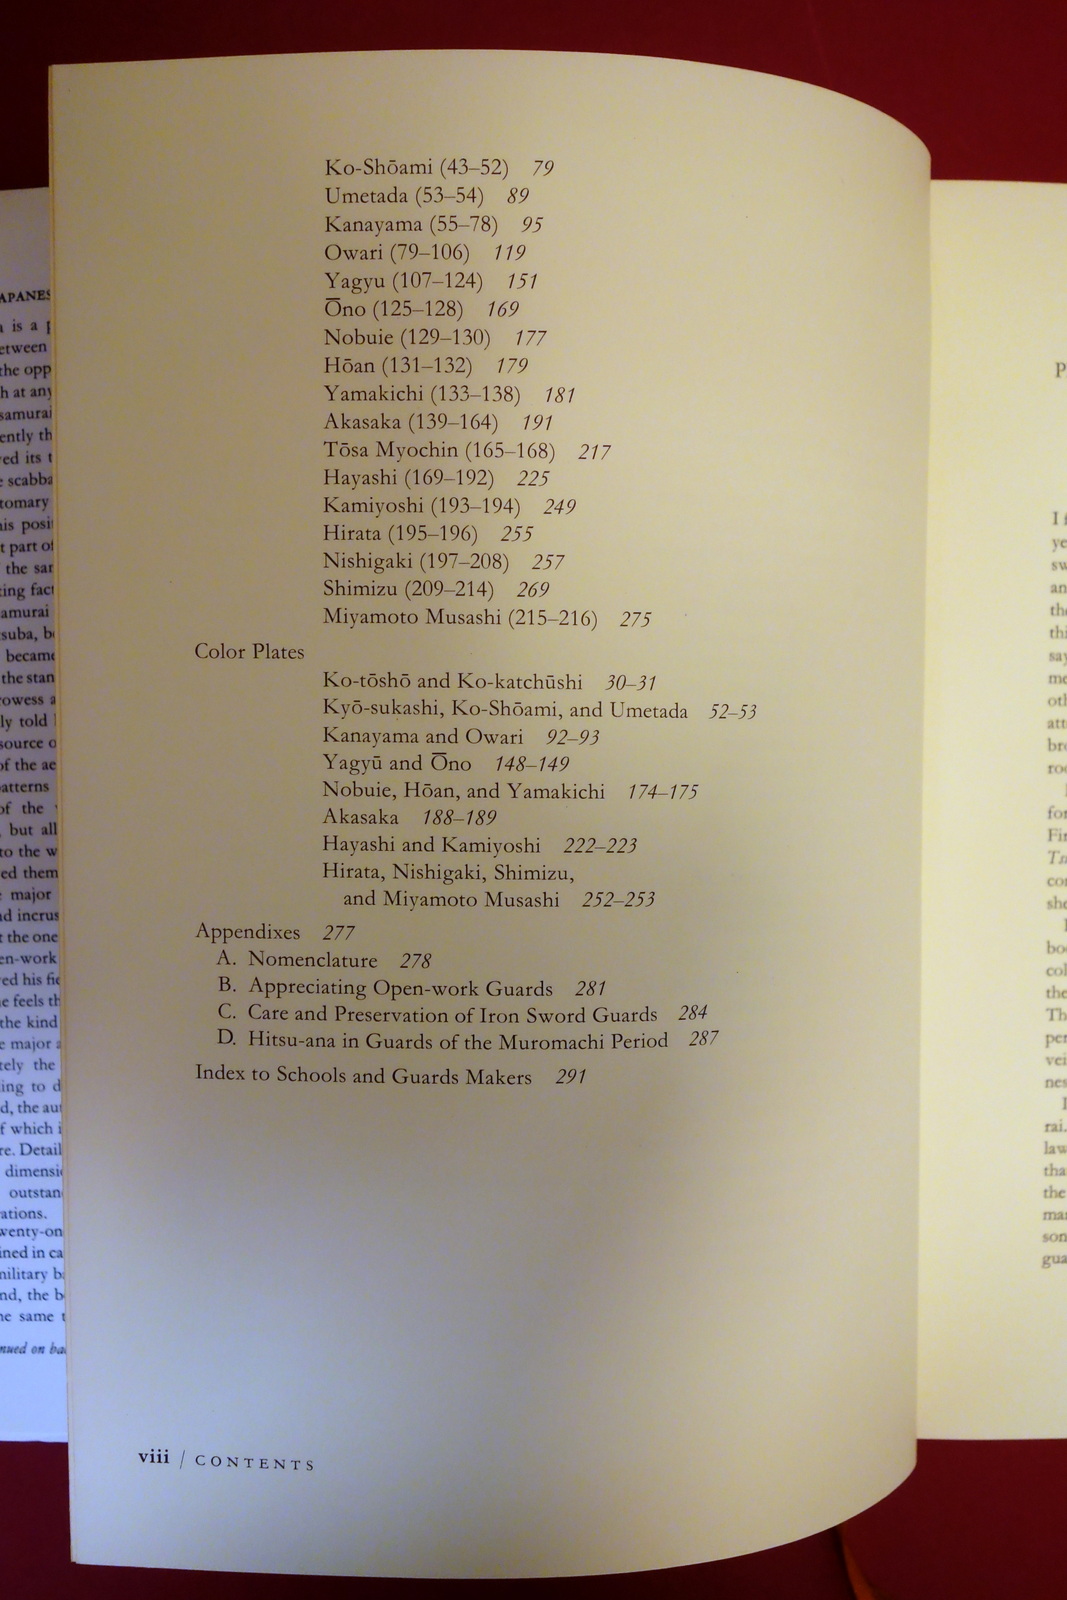 Ko-Shōami (43–52) 79
Umetada (53–54) 89
Kanayama (55–78) 95
Owari (79–106) 119
Yagyu (107–124) 151
Ōno (125–128) 169
Nobuie (129–130) 177
Hōan (131–132) 179
Yamakichi (133–138) 181
Akasaka (139–164) 191
Tōsa Myochin (165–168) 217
Hayashi (169–192) 225
Kamiyoshi (193–194) 249
Hirata (195–196) 255
Nishigaki (197–208) 257
Shimizu (209–214) 269
Miyamoto Musashi (215–216) 275
Color Plates
Ko-tōshō and Ko-katchūshi 30–31
Kyō-sukashi, Ko-Shōami, and Umetada 52–53
Kanayama and Owari 92–93
Yagyū and Ōno 148–149
Nobuie, Hōan, and Yamakichi 174–175
Akasaka 188–189
Hayashi and Kamiyoshi 222–223
Hirata, Nishigaki, Shimizu,
and Miyamoto Musashi 252–253
Appendixes 277
A. Nomenclature 278
B. Appreciating Open-work Guards 281
C. Care and Preservation of Iron Sword Guards 284
D. Hitsu-ana in Guards of the Muromachi Period 287
Index to Schools and Guards Makers 291
viii / CONTENTS